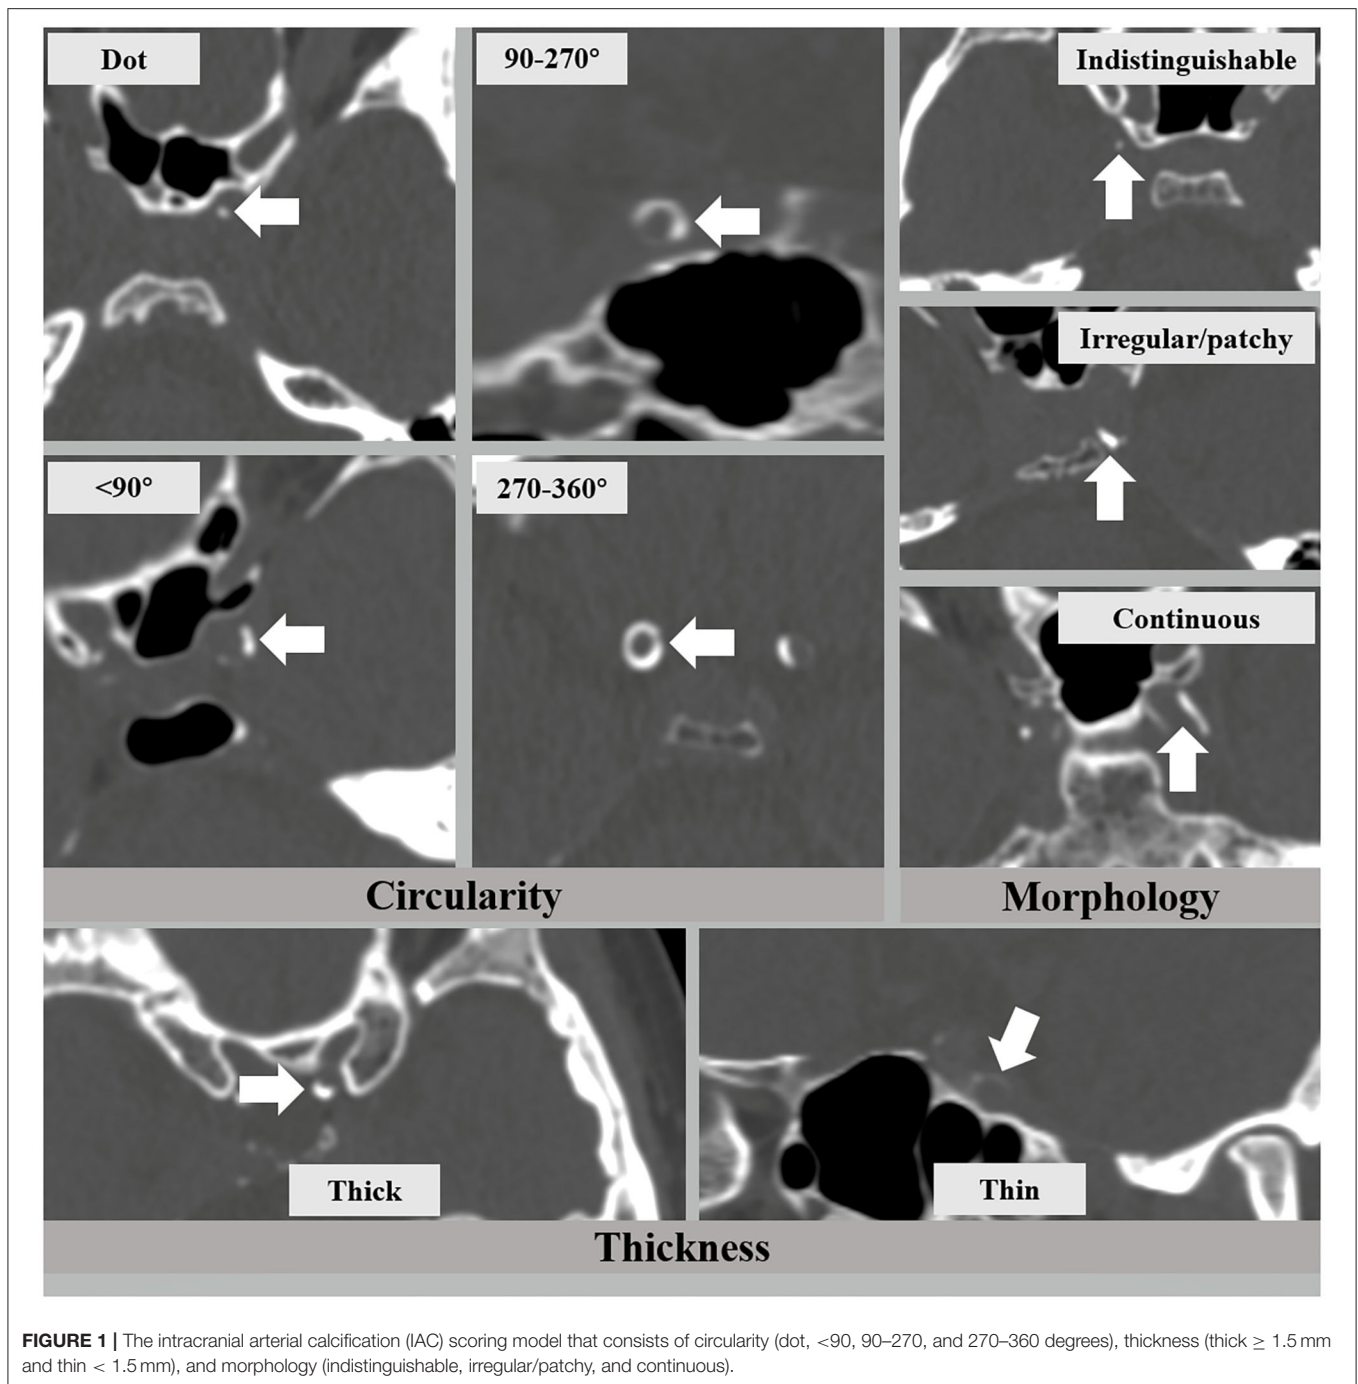 Dot
90-270°
Indistinguishable
Irregular/patchy
<90°
270-360°
Continuous
Circularity
Morphology
Thick
Thin
Thickness
FIGURE 1 | The intracranial arterial calcification (IAC) scoring model that consists of circularity (dot, <90, 90–270, and 270–360 degrees), thickness (thick ≥ 1.5 mm
and thin < 1.5 mm), and morphology (indistinguishable, irregular/patchy, and continuous).